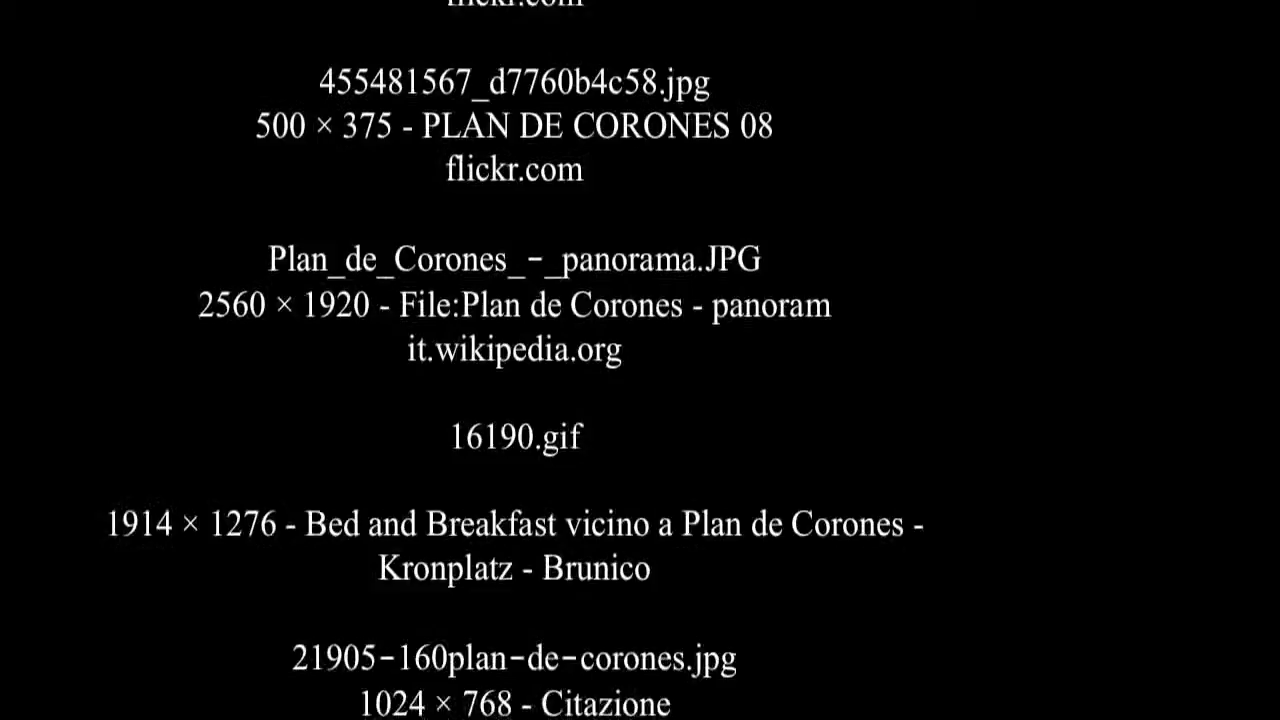 flickr.com
455481567_d7760b4c58.jpg
500 × 375 - PLAN DE CORONES 08
flickr.com
Plan_de_Corones_-_panorama.JPG
2560 × 1920 - File:Plan de Corones - panoram
it.wikipedia.org
16190.gif
1914 × 1276 - Bed and Breakfast vicino a Plan de Corones -
Kronplatz - Brunico
21905-160plan-de-corones.jpg
1024 × 768 - Citazione